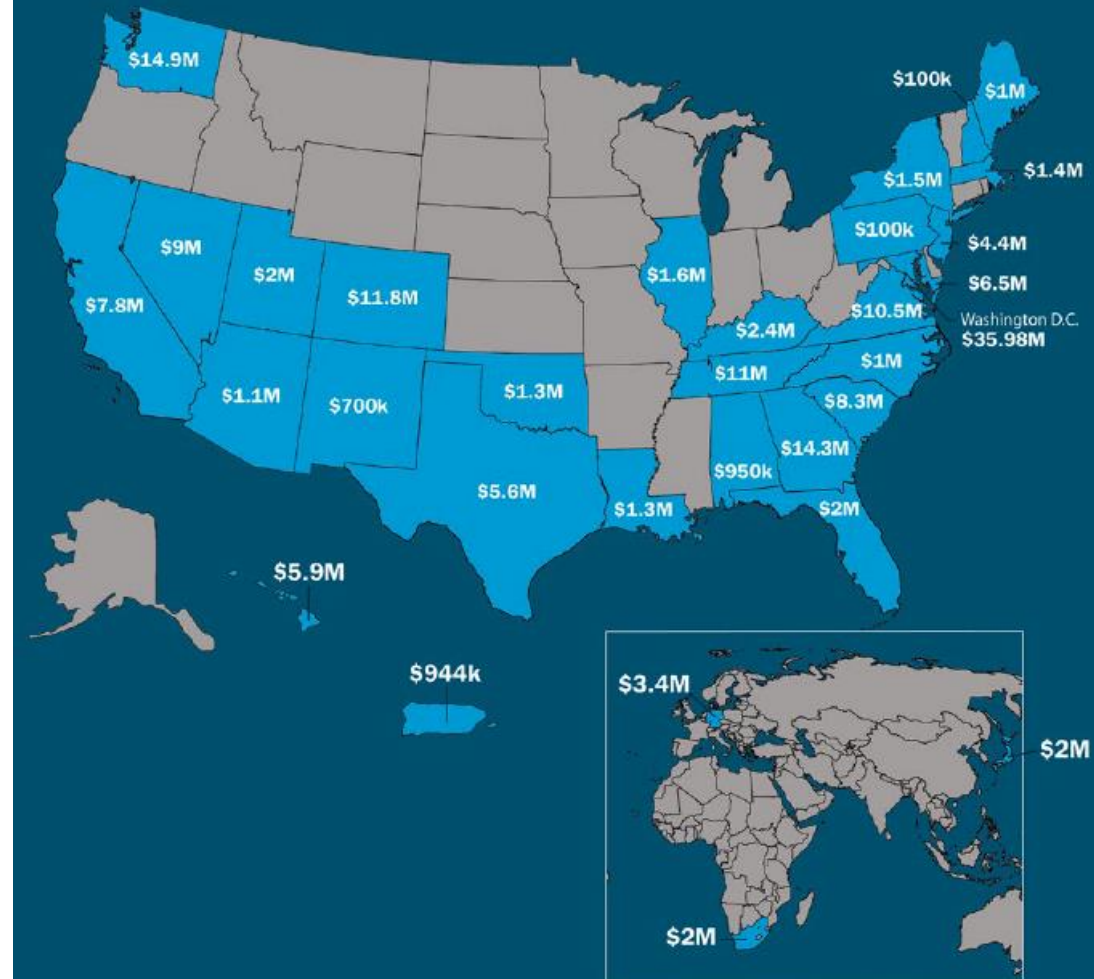 $14.9M
$100k
$1M
$1.4M
$1.5M
$100k
$4.4M
$9M
$2M
$11.8M
$1.6M
$6.5M
$7.8M
$10.5M
Washington D.C.
$35.98M
$2.4M
$1M
$11M
$1.1M
$700k
$1.3M
$8.3M
$14.3M
$950k
$5.6M
$1.3M
$2M
$5.9M
$944k
$3.4M
$2M
$2M